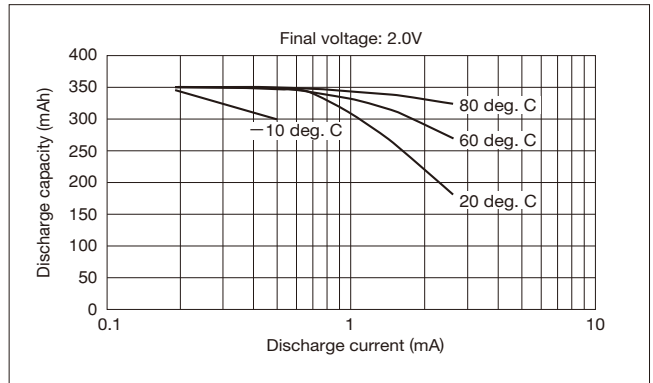 Final voltage: 2.0V
Discharge capacity (mAh)
400
350
300
250
200
150
100
50
0
80 deg. C
−10 deg. C
60 deg. C
20 deg. C
0.1
1
10
Discharge current (mA)